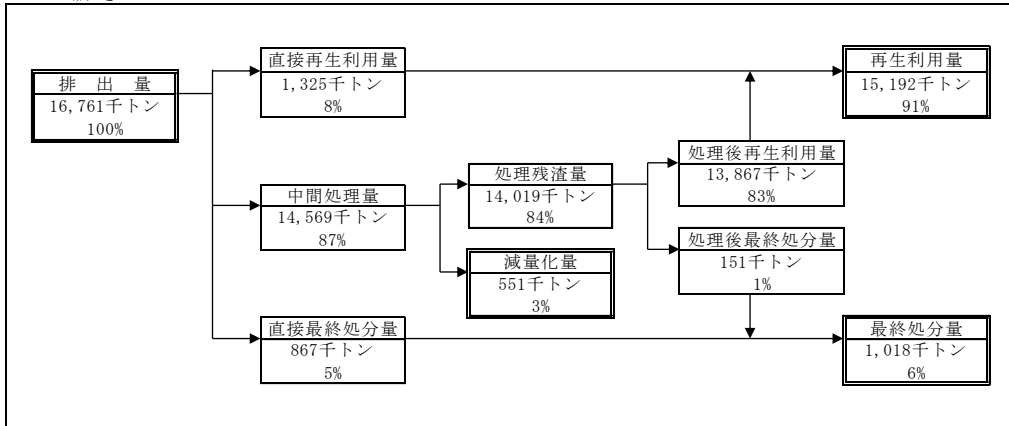 排 出 量
16,761千トン
100%
直接再生利用量
1,325千トン
8%
中間処理量
14,569千トン
87%
直接最終処分量
867千トン
5%
処理残渣量
14,019千トン
84%
減量化量
551千トン
3%
処理後再生利用量
13,867千トン
83%
処理後最終処分量
151千トン
1%
再生利用量
15,192千トン
91%
最終処分量
1,018千トン
6%